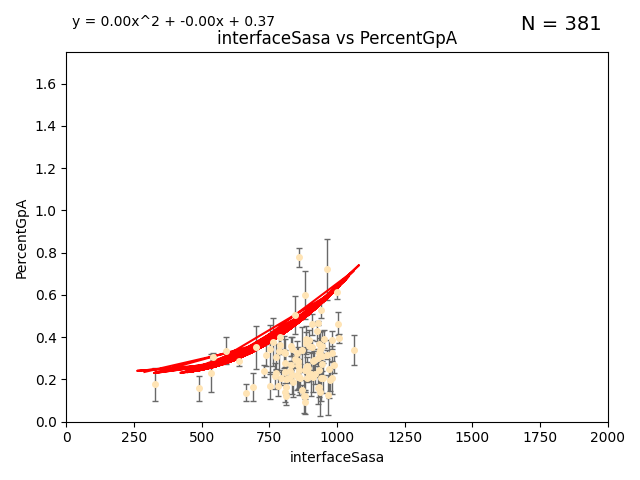 y = 0.00x^2 + -0.00x + 0.37
N = 381
interfaceSasa vs PercentGpA
PercentGpA
1.6
1.4
1.2
1.0
0.8
0.6
0.4
0.2
0.0
0 250 500 750 1000 1250 1500 1750 2000
interfaceSasa